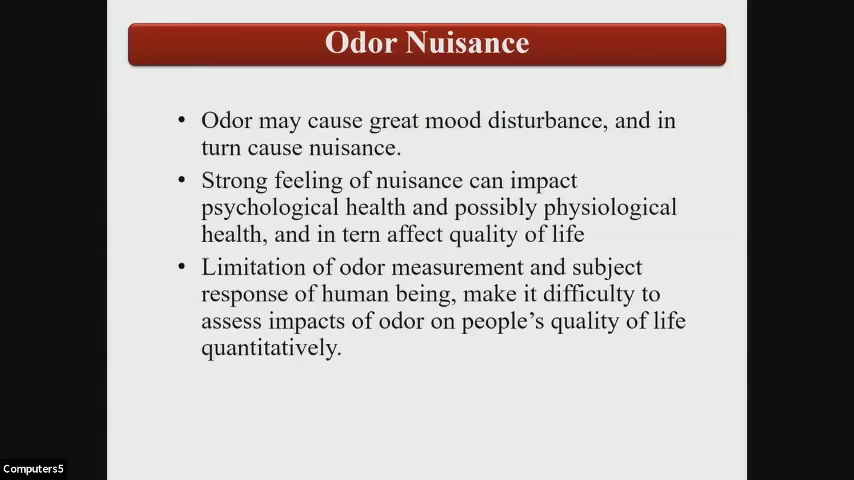 Odor Nuisance
• Odor may cause great mood disturbance, and in
turn cause nuisance.
• Strong feeling of nuisance can impact
psychological health and possibly physiological
health, and in tern affect quality of life
• Limitation of odor measurement and subject
response of human being, make it difficulty to
assess impacts of odor on people’s quality of life
quantitatively.
Computers5